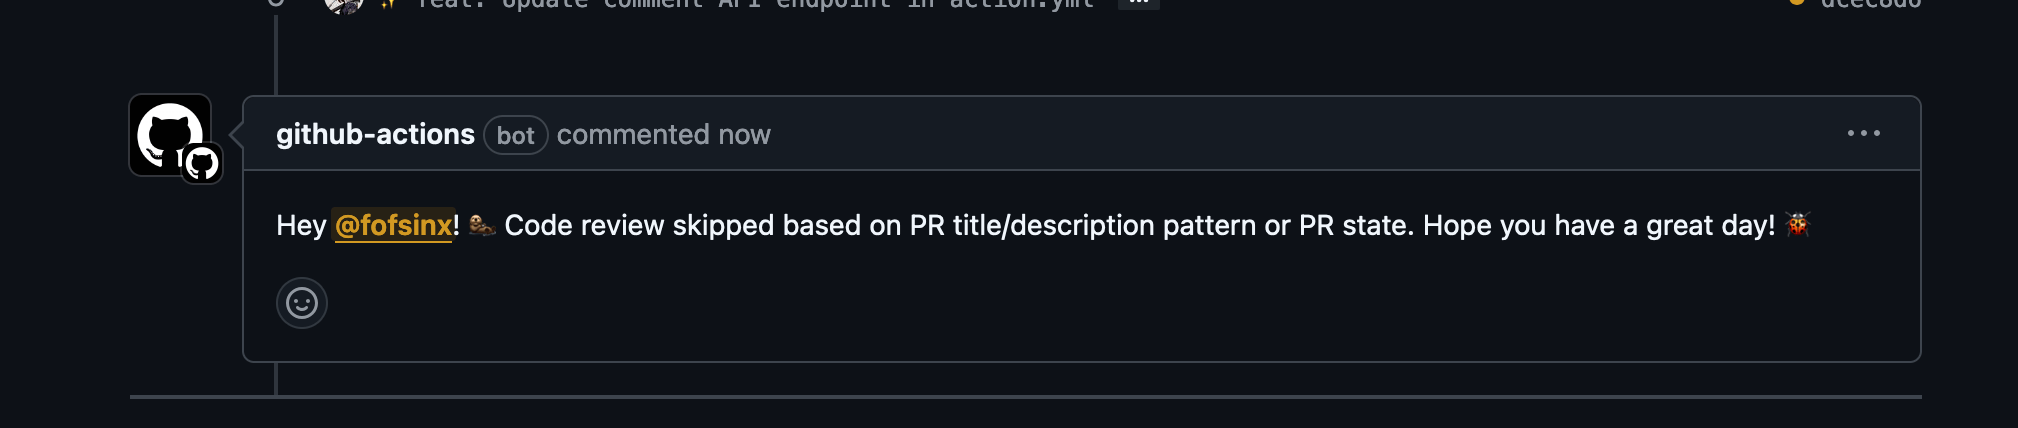 feat: Update comment API endpoint in action.yml ...
github-actions bot commented now
Hey @fofsinx! 🦦 Code review skipped based on PR title/description pattern or PR state. Hope you have a great day! 🐞